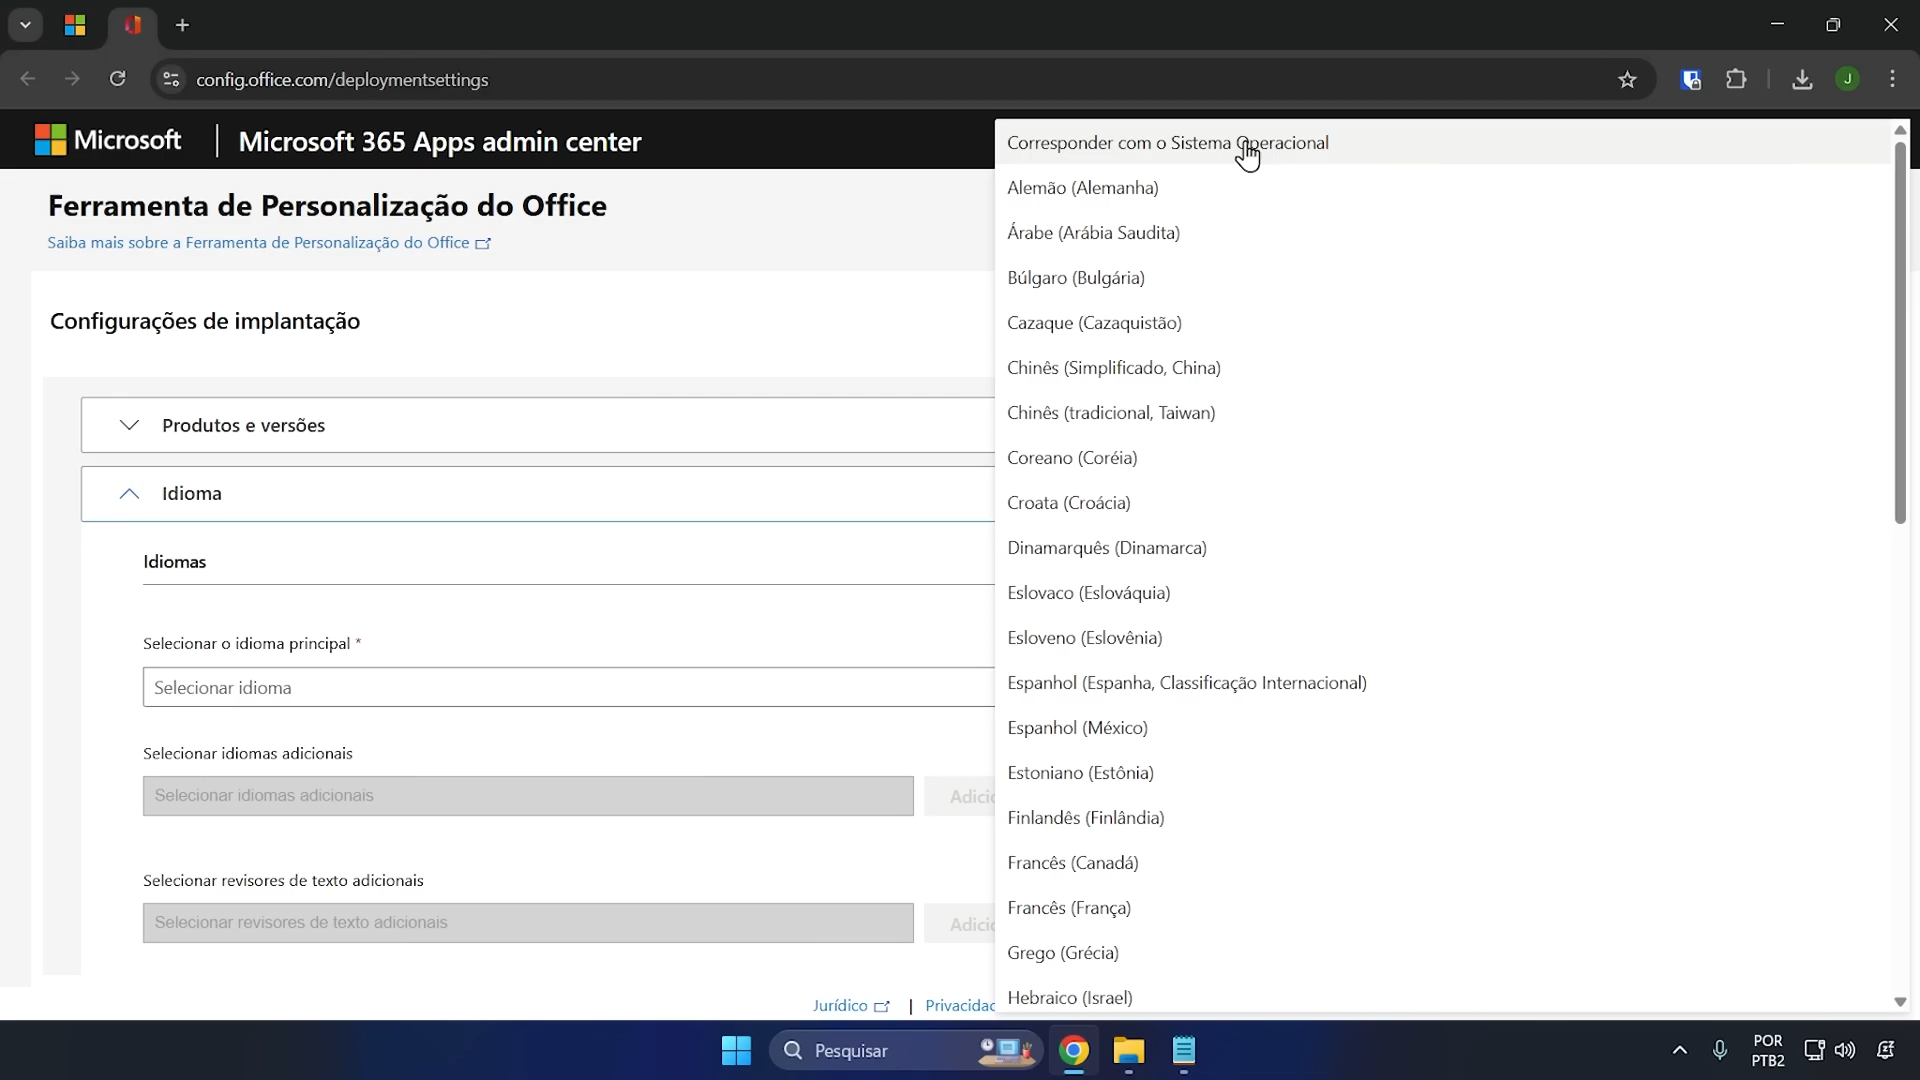 config.office.com/deploymentsettings
J
Microsoft
Microsoft 365 Apps admin center
Ferramenta de Personalização do Office
Saiba mais sobre a Ferramenta de Personalização do Office
Configurações de implantação
Produtos e versões
Idioma
Idiomas
Selecionar o idioma principal *
Selecionar idioma
Selecionar idiomas adicionais
Selecionar idiomas adicionais
Selecionar revisores de texto adicionais
Selecionar revisores de texto adicionais
Jurídico
|
Corresponder com o Sistema Operacional
Alemão (Alemanha)
Árabe (Arábia Saudita)
Búlgaro (Bulgária)
Cazaque (Cazaquistão)
Chinês (Simplificado, China)
Chinês (tradicional, Taiwan)
Coreano (Coréia)
Croata (Croácia)
Dinamarquês (Dinamarca)
Eslovaco (Eslováquia)
Esloveno (Eslovênia)
Espanhol (Espanha, Classificação Internacional)
Espanhol (México)
Estoniano (Estônia)
Finlandês (Finlândia)
Francês (Canadá)
Francês (França)
Grego (Grécia)
Hebraico (Israel)
Pesquisar
POR
PTB2